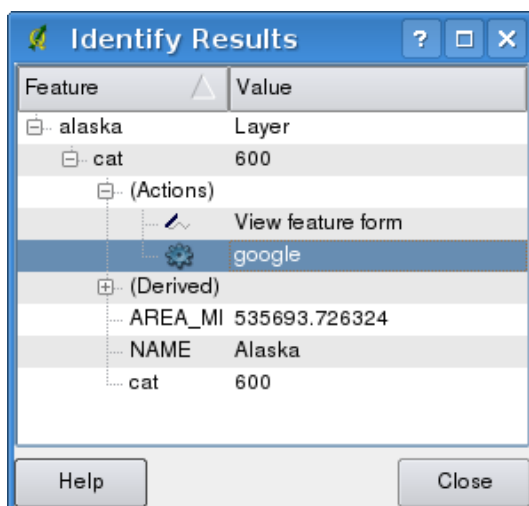 Identify Results ?
Feature Value
alaska Layer
cat 600
(Actions)
View feature form
google
(Derived)
AREA_MI 535693.726324
NAME Alaska
cat 600
Help Close